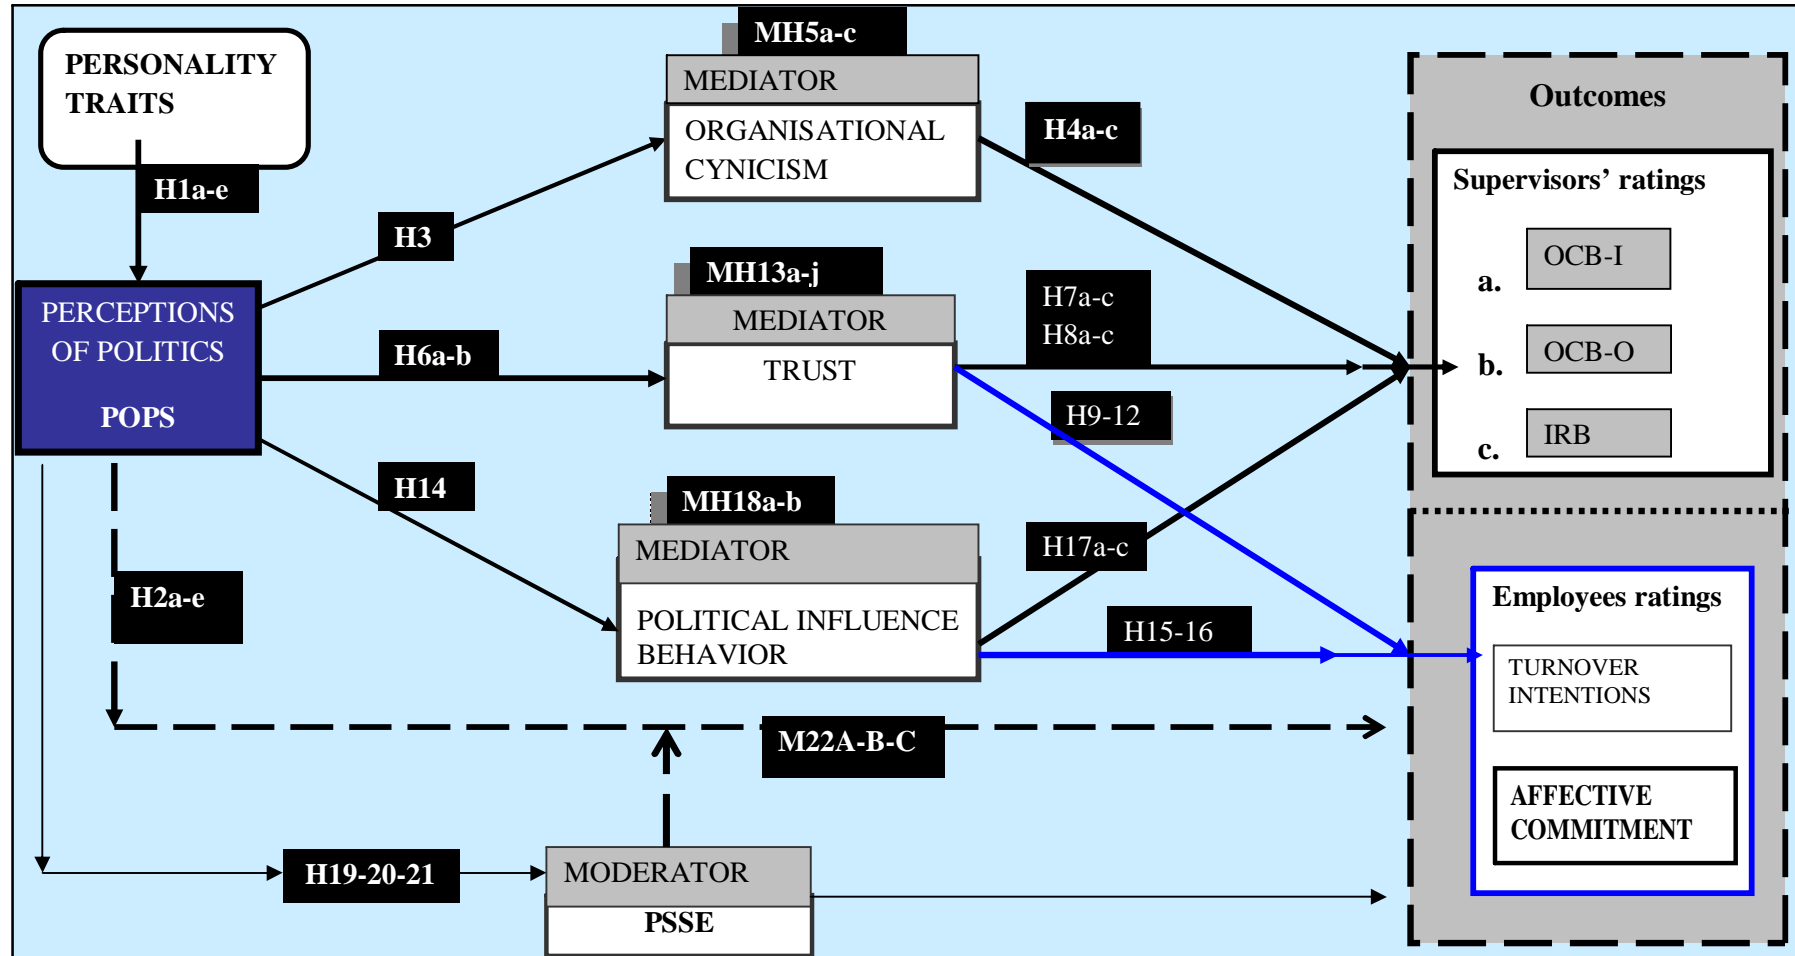 PERSONALITY
TRAITS
H1a-e
PERCEPTIONS
OF POLITICS
POPS
H3
H6a-b
H14
H2a-e
H19-20-21
MH5a-c
MEDIATOR
ORGANISATIONAL
CYNICISM
MH13a-j
MEDIATOR
TRUST
MH18a-b
MEDIATOR
POLITICAL INFLUENCE
BEHAVIOR
MODERATOR
PSSE
H4a-c
H7a-c
H8a-c
H9-12
H17a-c
H15-16
M22A-B-C
Outcomes
Supervisors’ ratings
a. OCB-I
b. OCB-O
c. IRB
Employees ratings
TURNOVER
INTENTIONS
AFFECTIVE
COMMITMENT